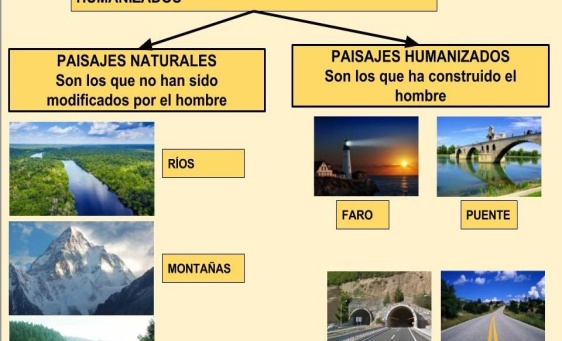 HUMANIZADOS
PAISAJES NATURALES
Son los que no han sido
modificados por el hombre
PAISAJES HUMANIZADOS
Son los que ha construido el
hombre
RÍOS
FARO
PUENTE
MONTAÑAS